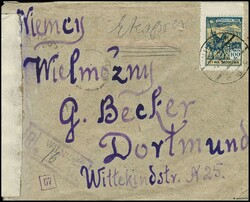 Niemcy
Wielmożny
G. Becker
Dortmund
Wittekindstr. N 25.